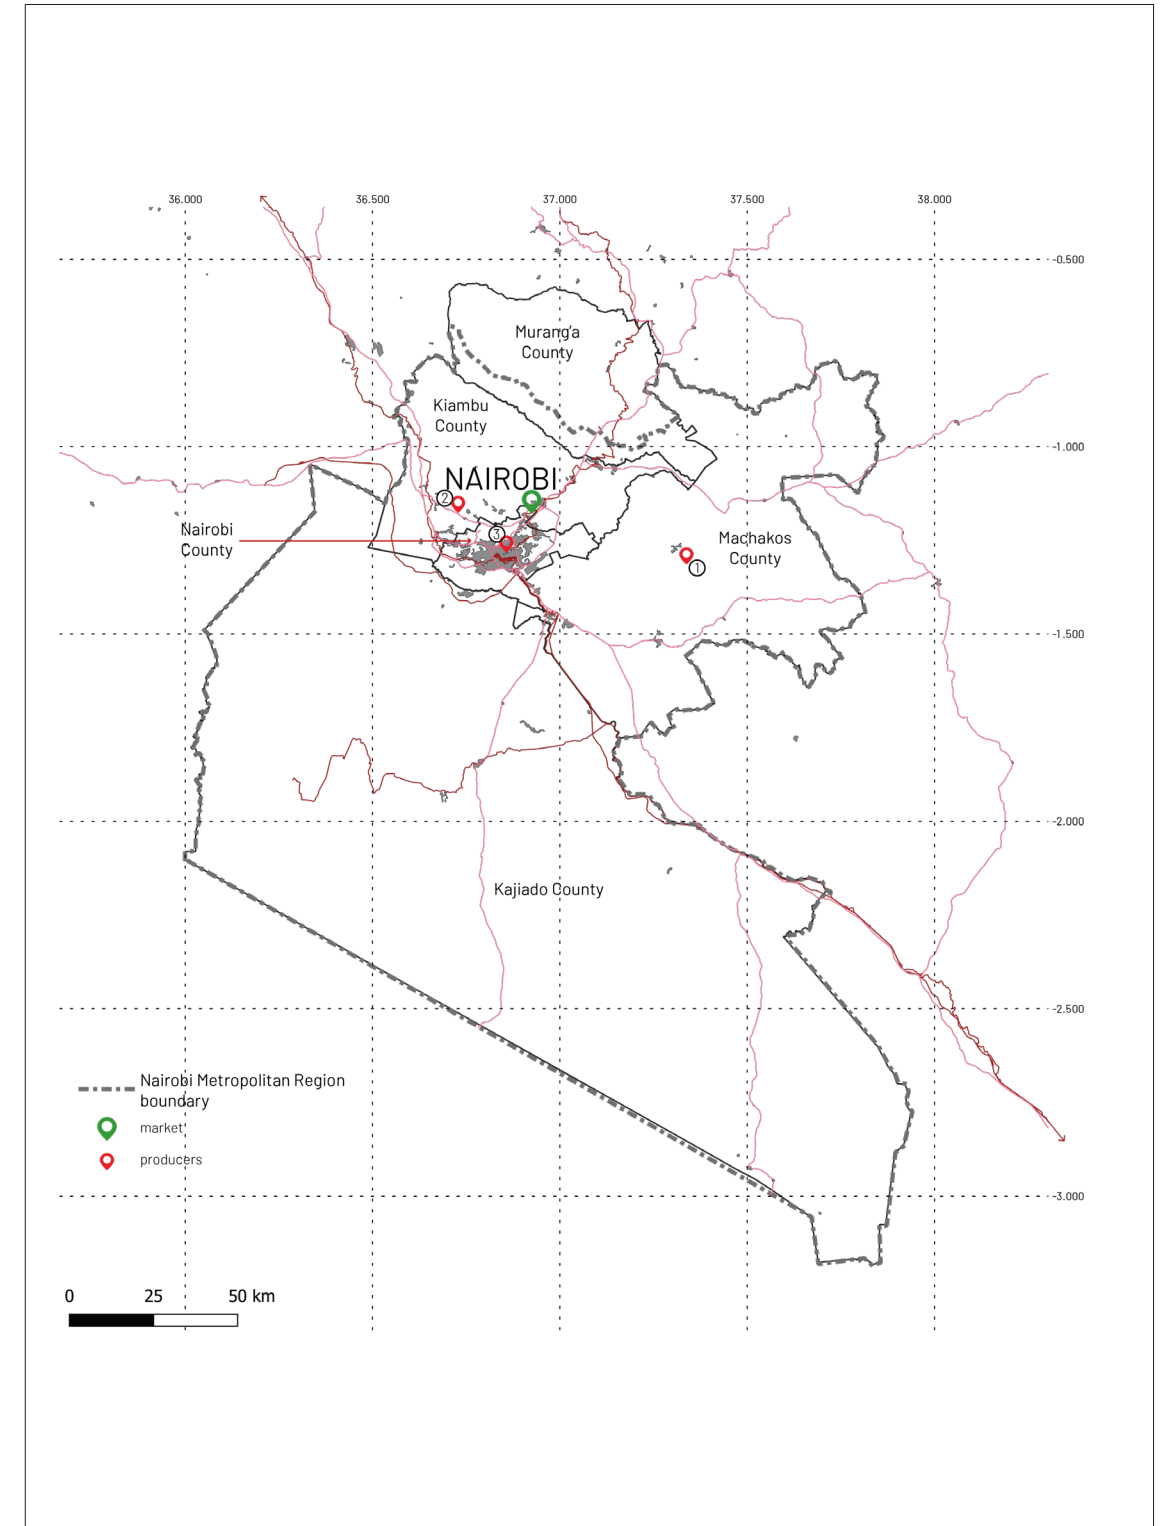 36.000 36.500 37.000 37.500 38.000
-0.500
Murang'a
County
Kiambu
County
-1.000
NAIROBI
2
Nairobi
County
3
Machakos
County
1
-1.500
-2.000
Kajiado County
-2.500
Nairobi Metropolitan Region
boundary
market
producers
-3.000
0 25 50 km